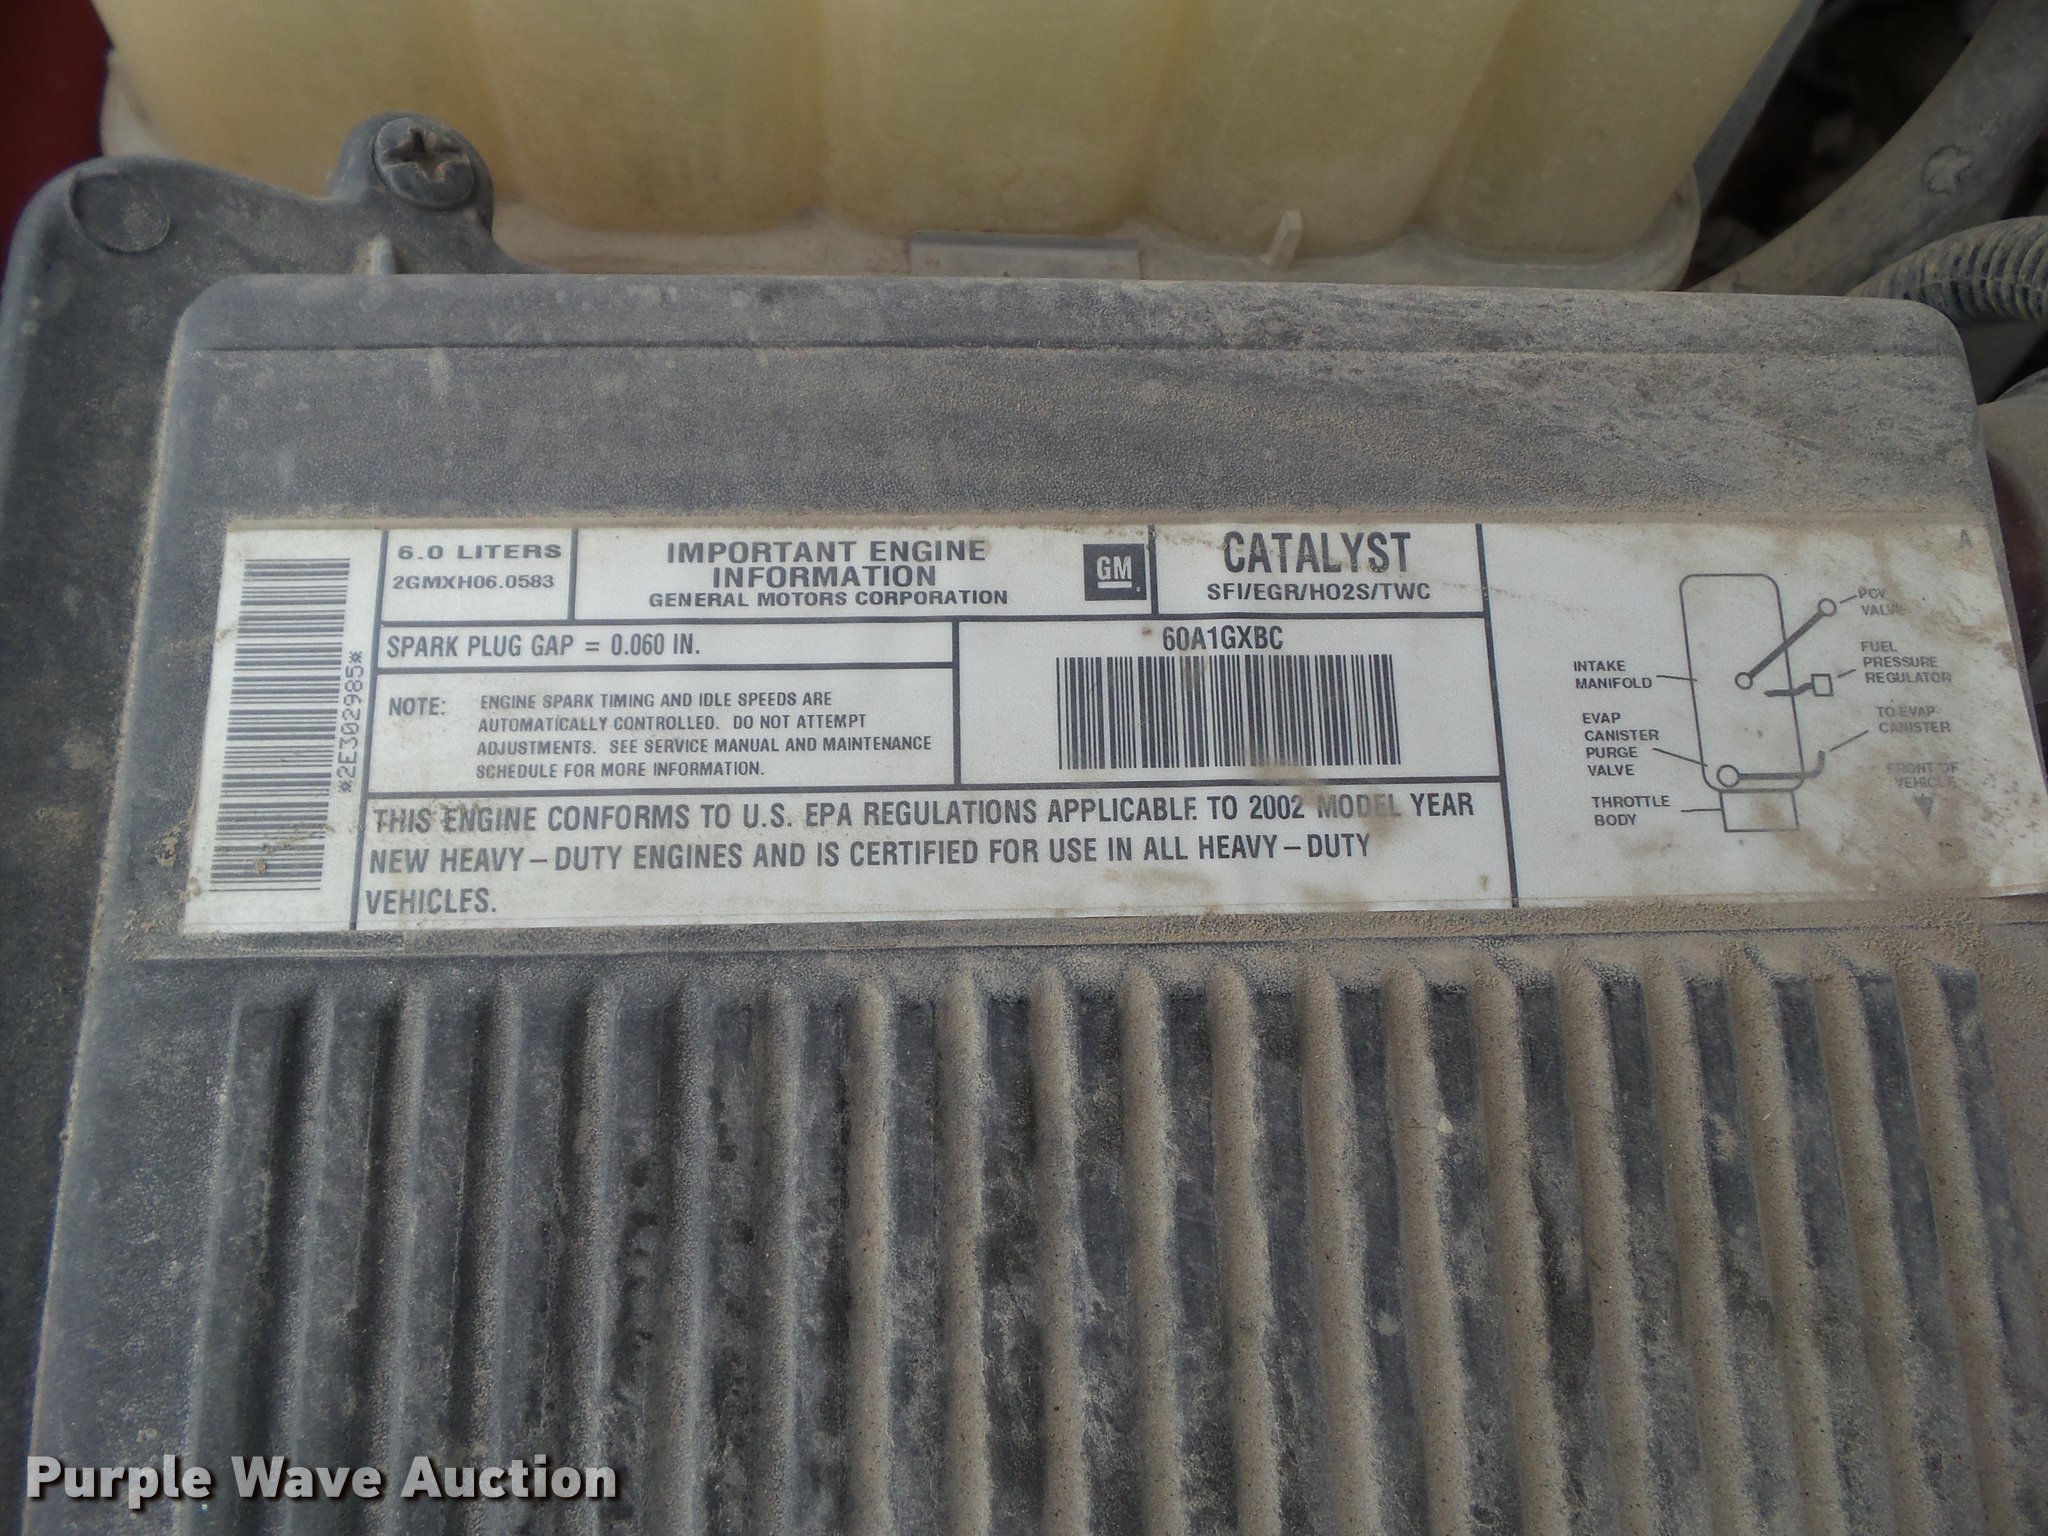 6.0 LITERS
2GMXH06.0583
IMPORTANT ENGINE
INFORMATION
GENERAL MOTORS CORPORATION
GM
CATALYST
SFI/EGR/HO2S/TWC
*2E302985*
SPARK PLUG GAP = 0.060 IN.
NOTE: ENGINE SPARK TIMING AND IDLE SPEEDS ARE
AUTOMATICALLY CONTROLLED. DO NOT ATTEMPT
ADJUSTMENTS. SEE SERVICE MANUAL AND MAINTENANCE
SCHEDULE FOR MORE INFORMATION.
60A1GXBC
THIS ENGINE CONFORMS TO U.S. EPA REGULATIONS APPLICABLE TO 2002 MODEL YEAR
NEW HEAVY-DUTY ENGINES AND IS CERTIFIED FOR USE IN ALL HEAVY-DUTY
VEHICLES.
A
PCV
VALVE
FUEL
PRESSURE
REGULATOR
INTAKE
MANIFOLD
TO EVAP
CANISTER
EVAP
CANISTER
PURGE
VALVE
FRONT OF
VEHICLE
THROTTLE
BODY
Purple Wave Auction